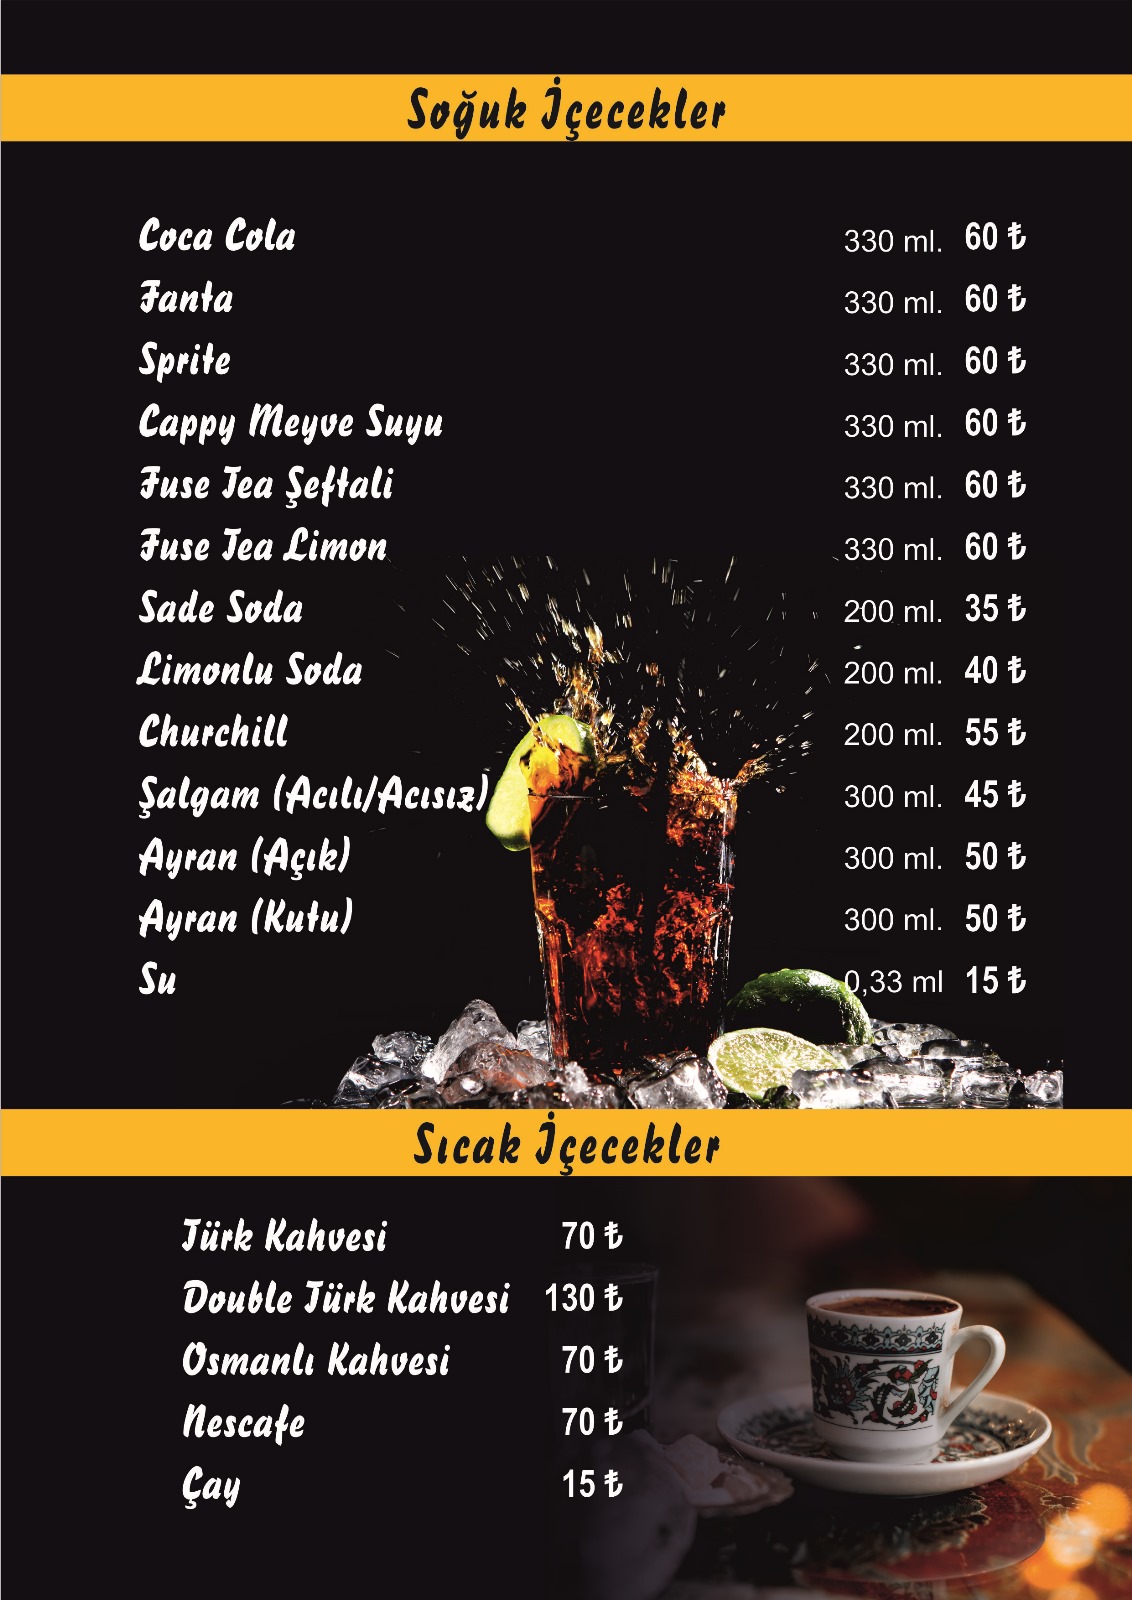 Soğuk İçecekler
Coca Cola 330 ml. 60 ₺
Fanta 330 ml. 60 ₺
Sprite 330 ml. 60 ₺
Cappy Meyve Suyu 330 ml. 60 ₺
Fuse Tea Şeftali 330 ml. 60 ₺
Fuse Tea Limon 330 ml. 60 ₺
Sade Soda 200 ml. 35 ₺
Limonlu Soda 200 ml. 40 ₺
Churchill 200 ml. 55 ₺
Şalgam (Acılı/Acısız) 300 ml. 45 ₺
Ayran (Açık) 300 ml. 50 ₺
Ayran (Kutu) 300 ml. 50 ₺
Su 0,33 ml 15 ₺
Sıcak İçecekler
Türk Kahvesi 70 ₺
Double Türk Kahvesi 130 ₺
Osmanlı Kahvesi 70 ₺
Nescafe 70 ₺
Çay 15 ₺